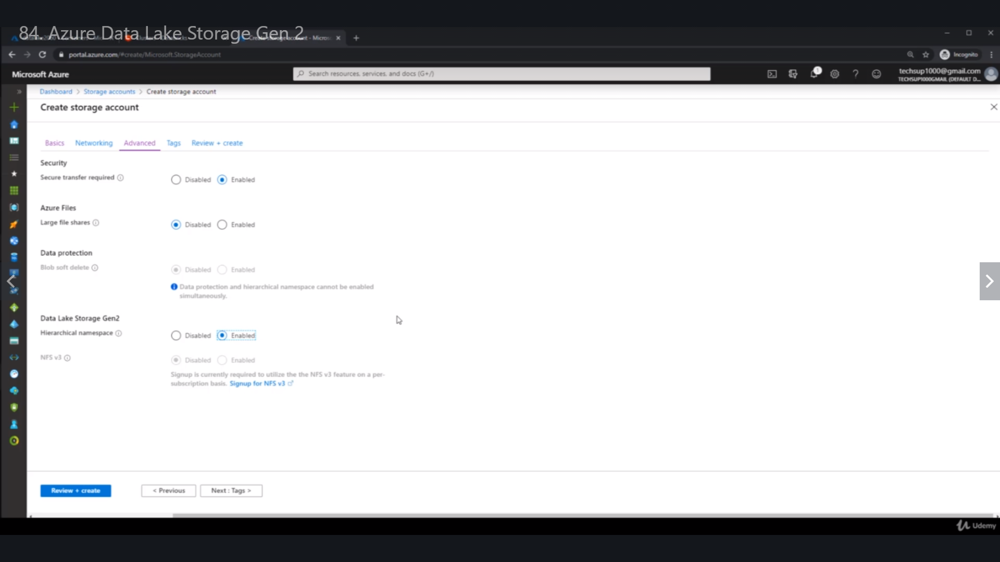 84. Azure Data Lake Storage Gen 2
Create storage account - Micros
portal.azure.com/#create/Microsoft.StorageAccount
Incognito
Microsoft Azure
Search resources, services, and docs (G+/)
1
techsup1000@gmail.com
TECHSUP1000GMAIL (DEFAULT D...
Dashboard > Storage accounts > Create storage account
Create storage account
Basics Networking Advanced Tags Review + create
Security
Secure transfer required Disabled Enabled
Azure Files
Large file shares Disabled Enabled
Data protection
Blob soft delete Disabled Enabled
Data protection and hierarchical namespace cannot be enabled
simultaneously.
Data Lake Storage Gen2
Hierarchical namespace Disabled Enabled
NFS v3 Disabled Enabled
Signup is currently required to utilize the the NFS v3 feature on a per-
subscription basis. Signup for NFS v3
Review + create < Previous Next : Tags >
Udemy